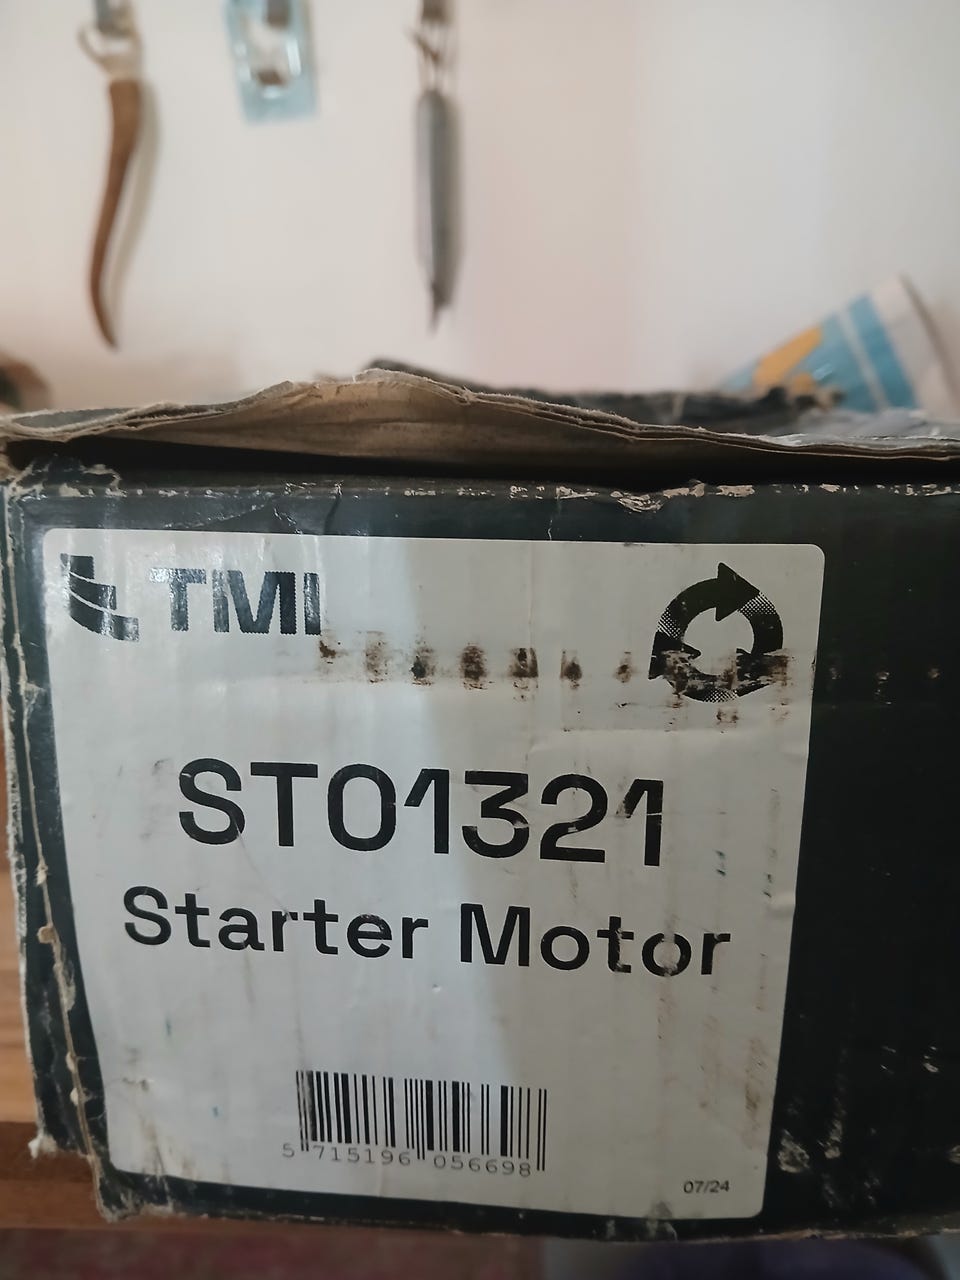 TMI
ST01321
Starter Motor
5 715196 056698
07/24